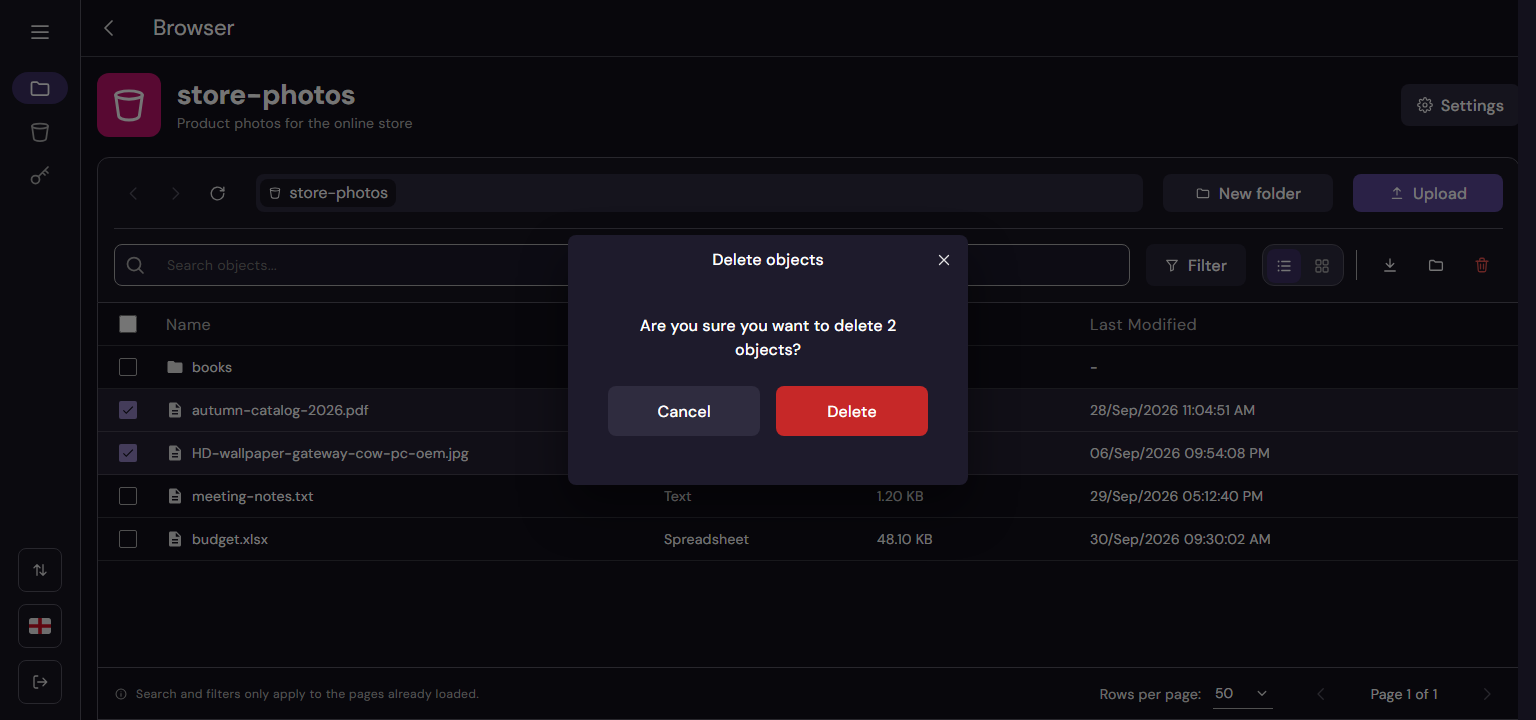 Browser
store-photos
Product photos for the online store
Settings
store-photos
New folder
Upload
Search objects...
Filter
Delete objects
Are you sure you want to delete 2
objects?
Cancel
Delete
Name
Last Modified
books
-
autumn-catalog-2026.pdf
28/Sep/2026 11:04:51 AM
HD-wallpaper-gateway-cow-pc-oem.jpg
06/Sep/2026 09:54:08 PM
meeting-notes.txt
Text
1.20 KB
29/Sep/2026 05:12:40 PM
budget.xlsx
Spreadsheet
48.10 KB
30/Sep/2026 09:30:02 AM
Search and filters only apply to the pages already loaded.
Rows per page:
50
Page 1 of 1